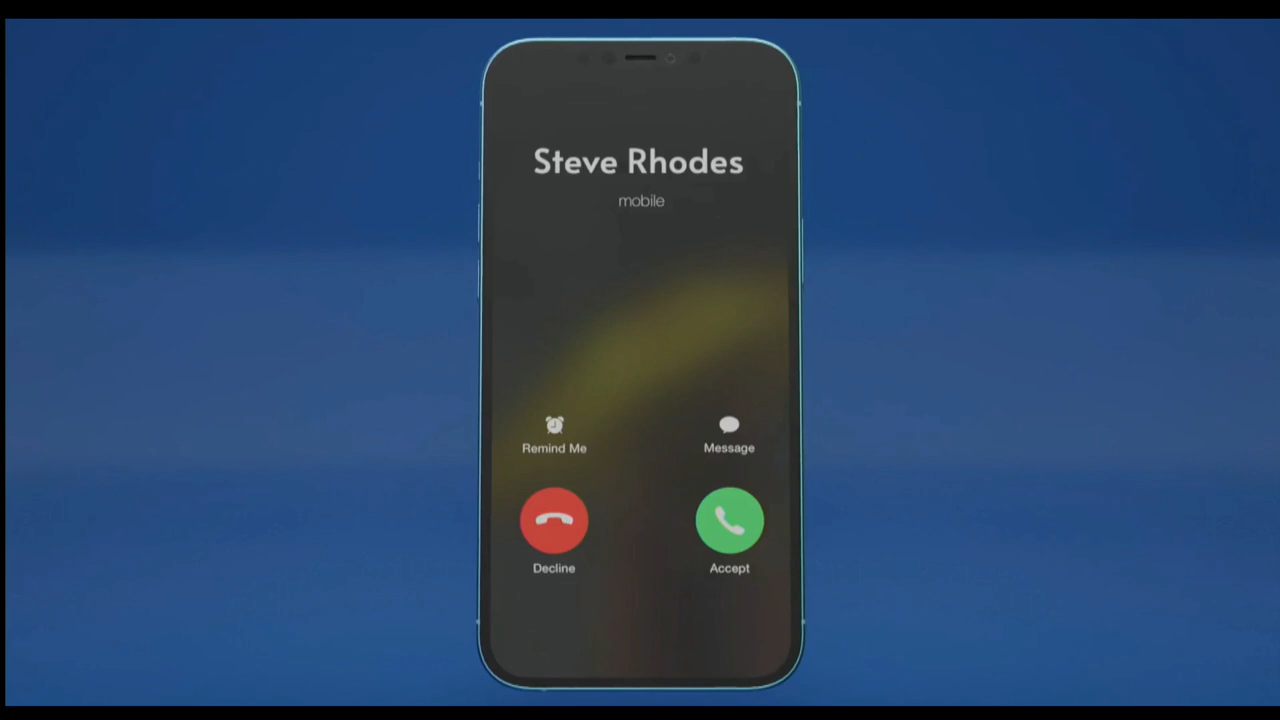 Steve Rhodes
mobile
Remind Me
Message
Decline
Accept